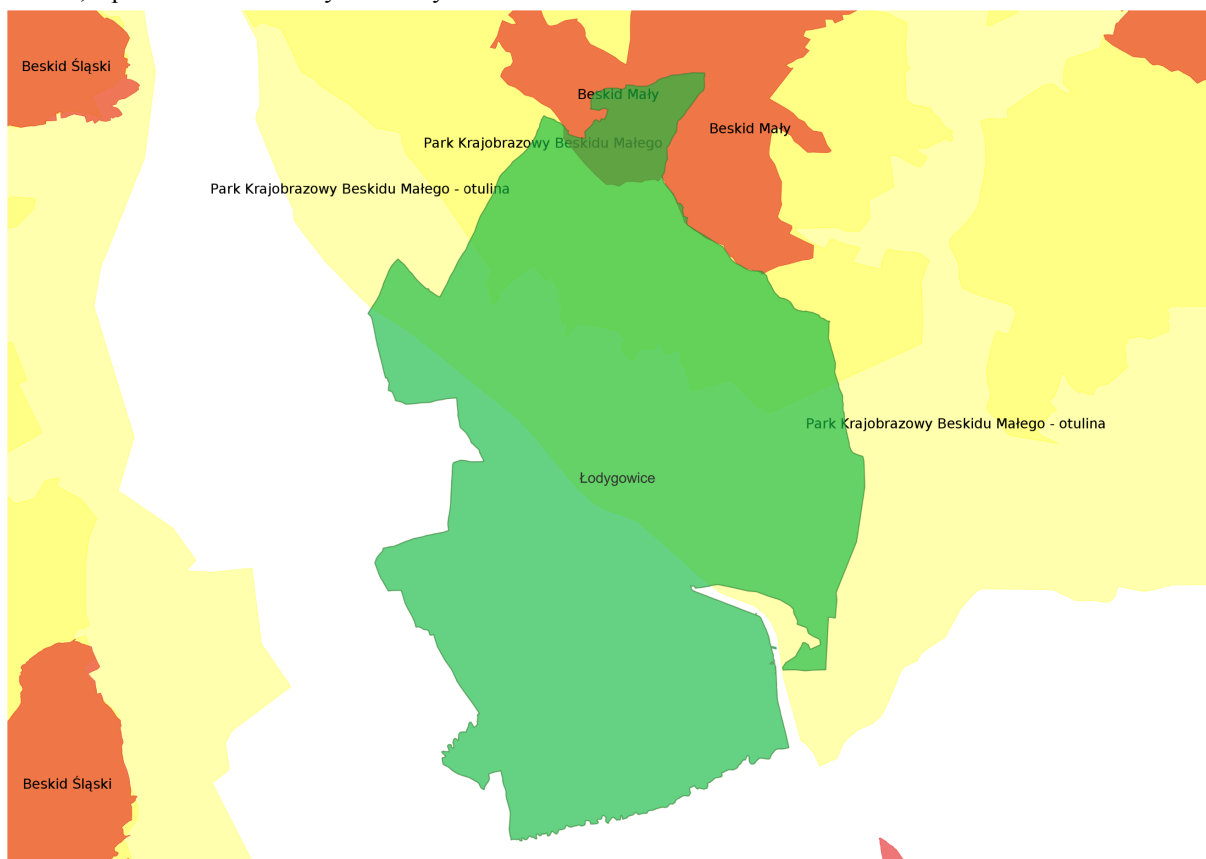 Beskid Śląski
Beskid Mały
Beskid Mały
Park Krajobrazowy Beskidu Małego
Park Krajobrazowy Beskidu Małego - otulina
Park Krajobrazowy Beskidu Małego - otulina
Łodygowice
Beskid Śląski